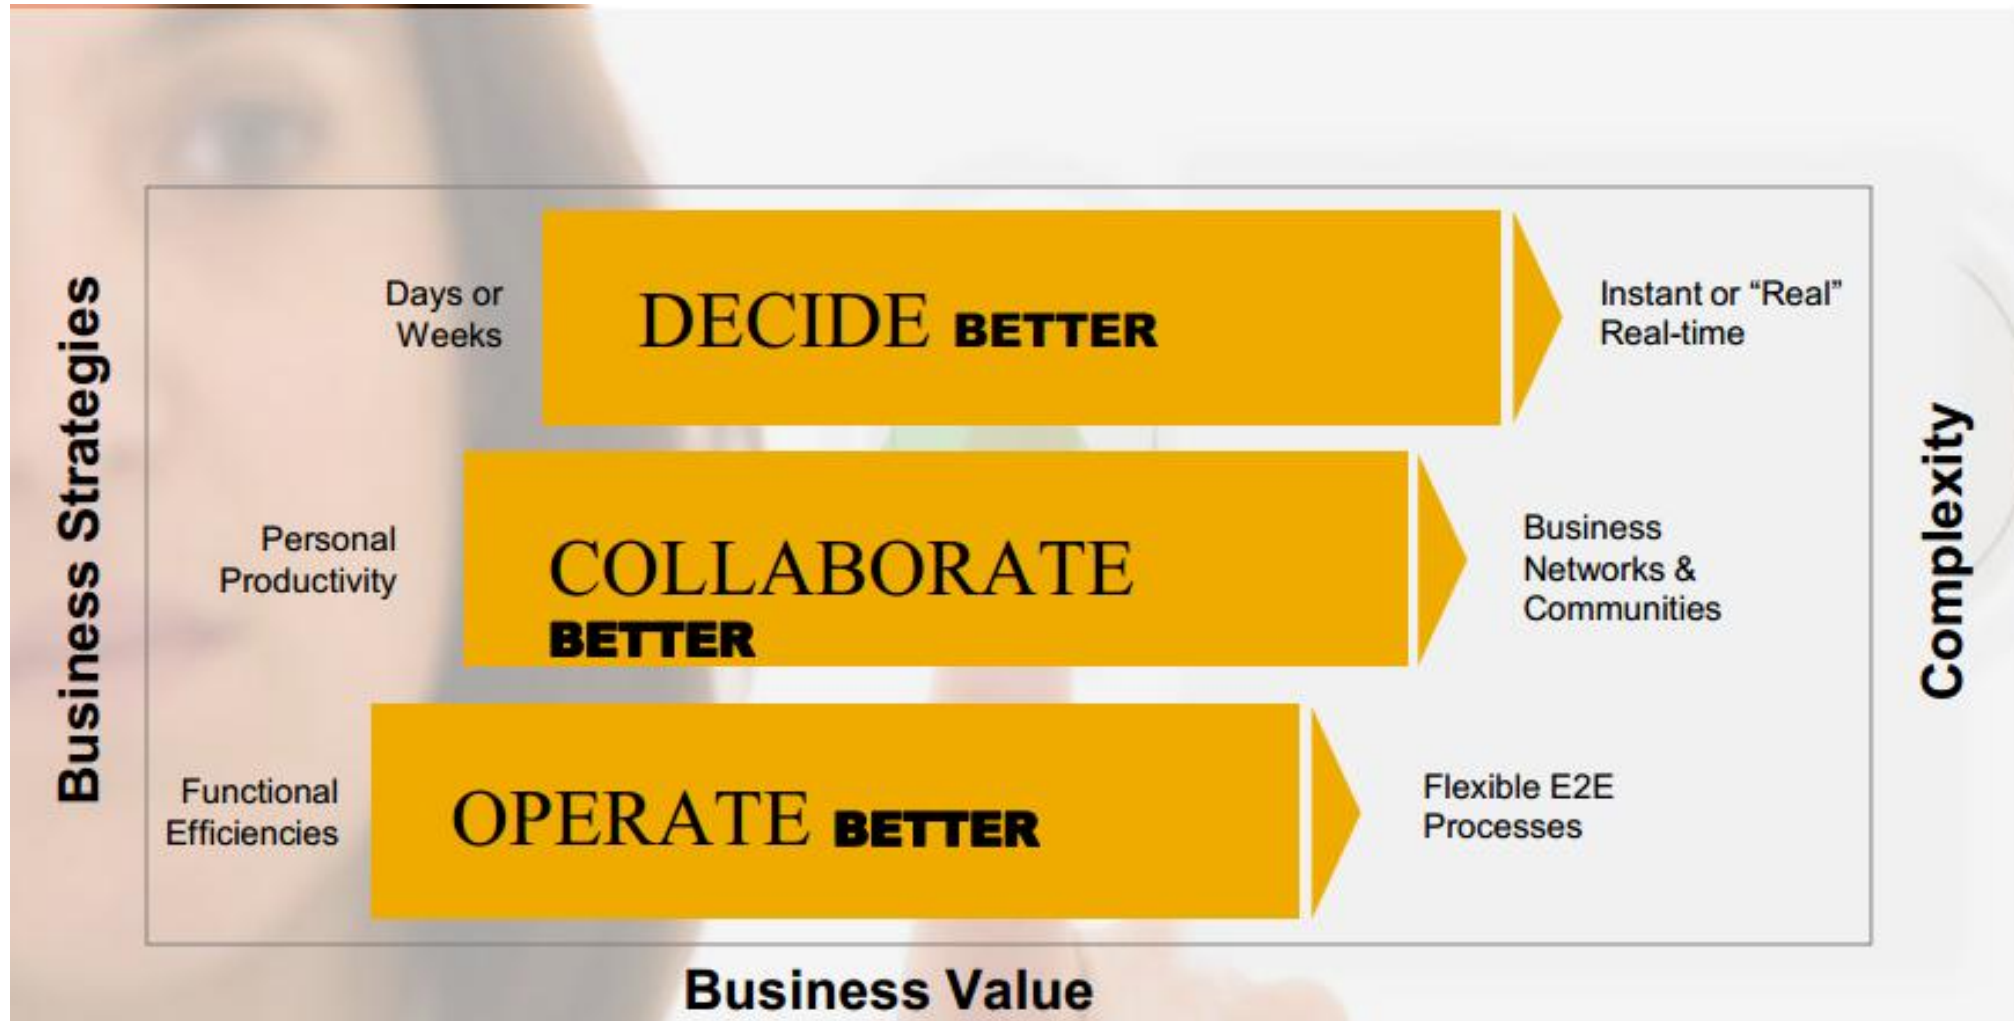 Business Strategies
Days or
Weeks
DECIDE BETTER
Instant or “Real”
Real-time
Personal
Productivity
COLLABORATE
BETTER
Business
Networks &
Communities
Functional
Efficiencies
OPERATE BETTER
Flexible E2E
Processes
Complexity
Business Value